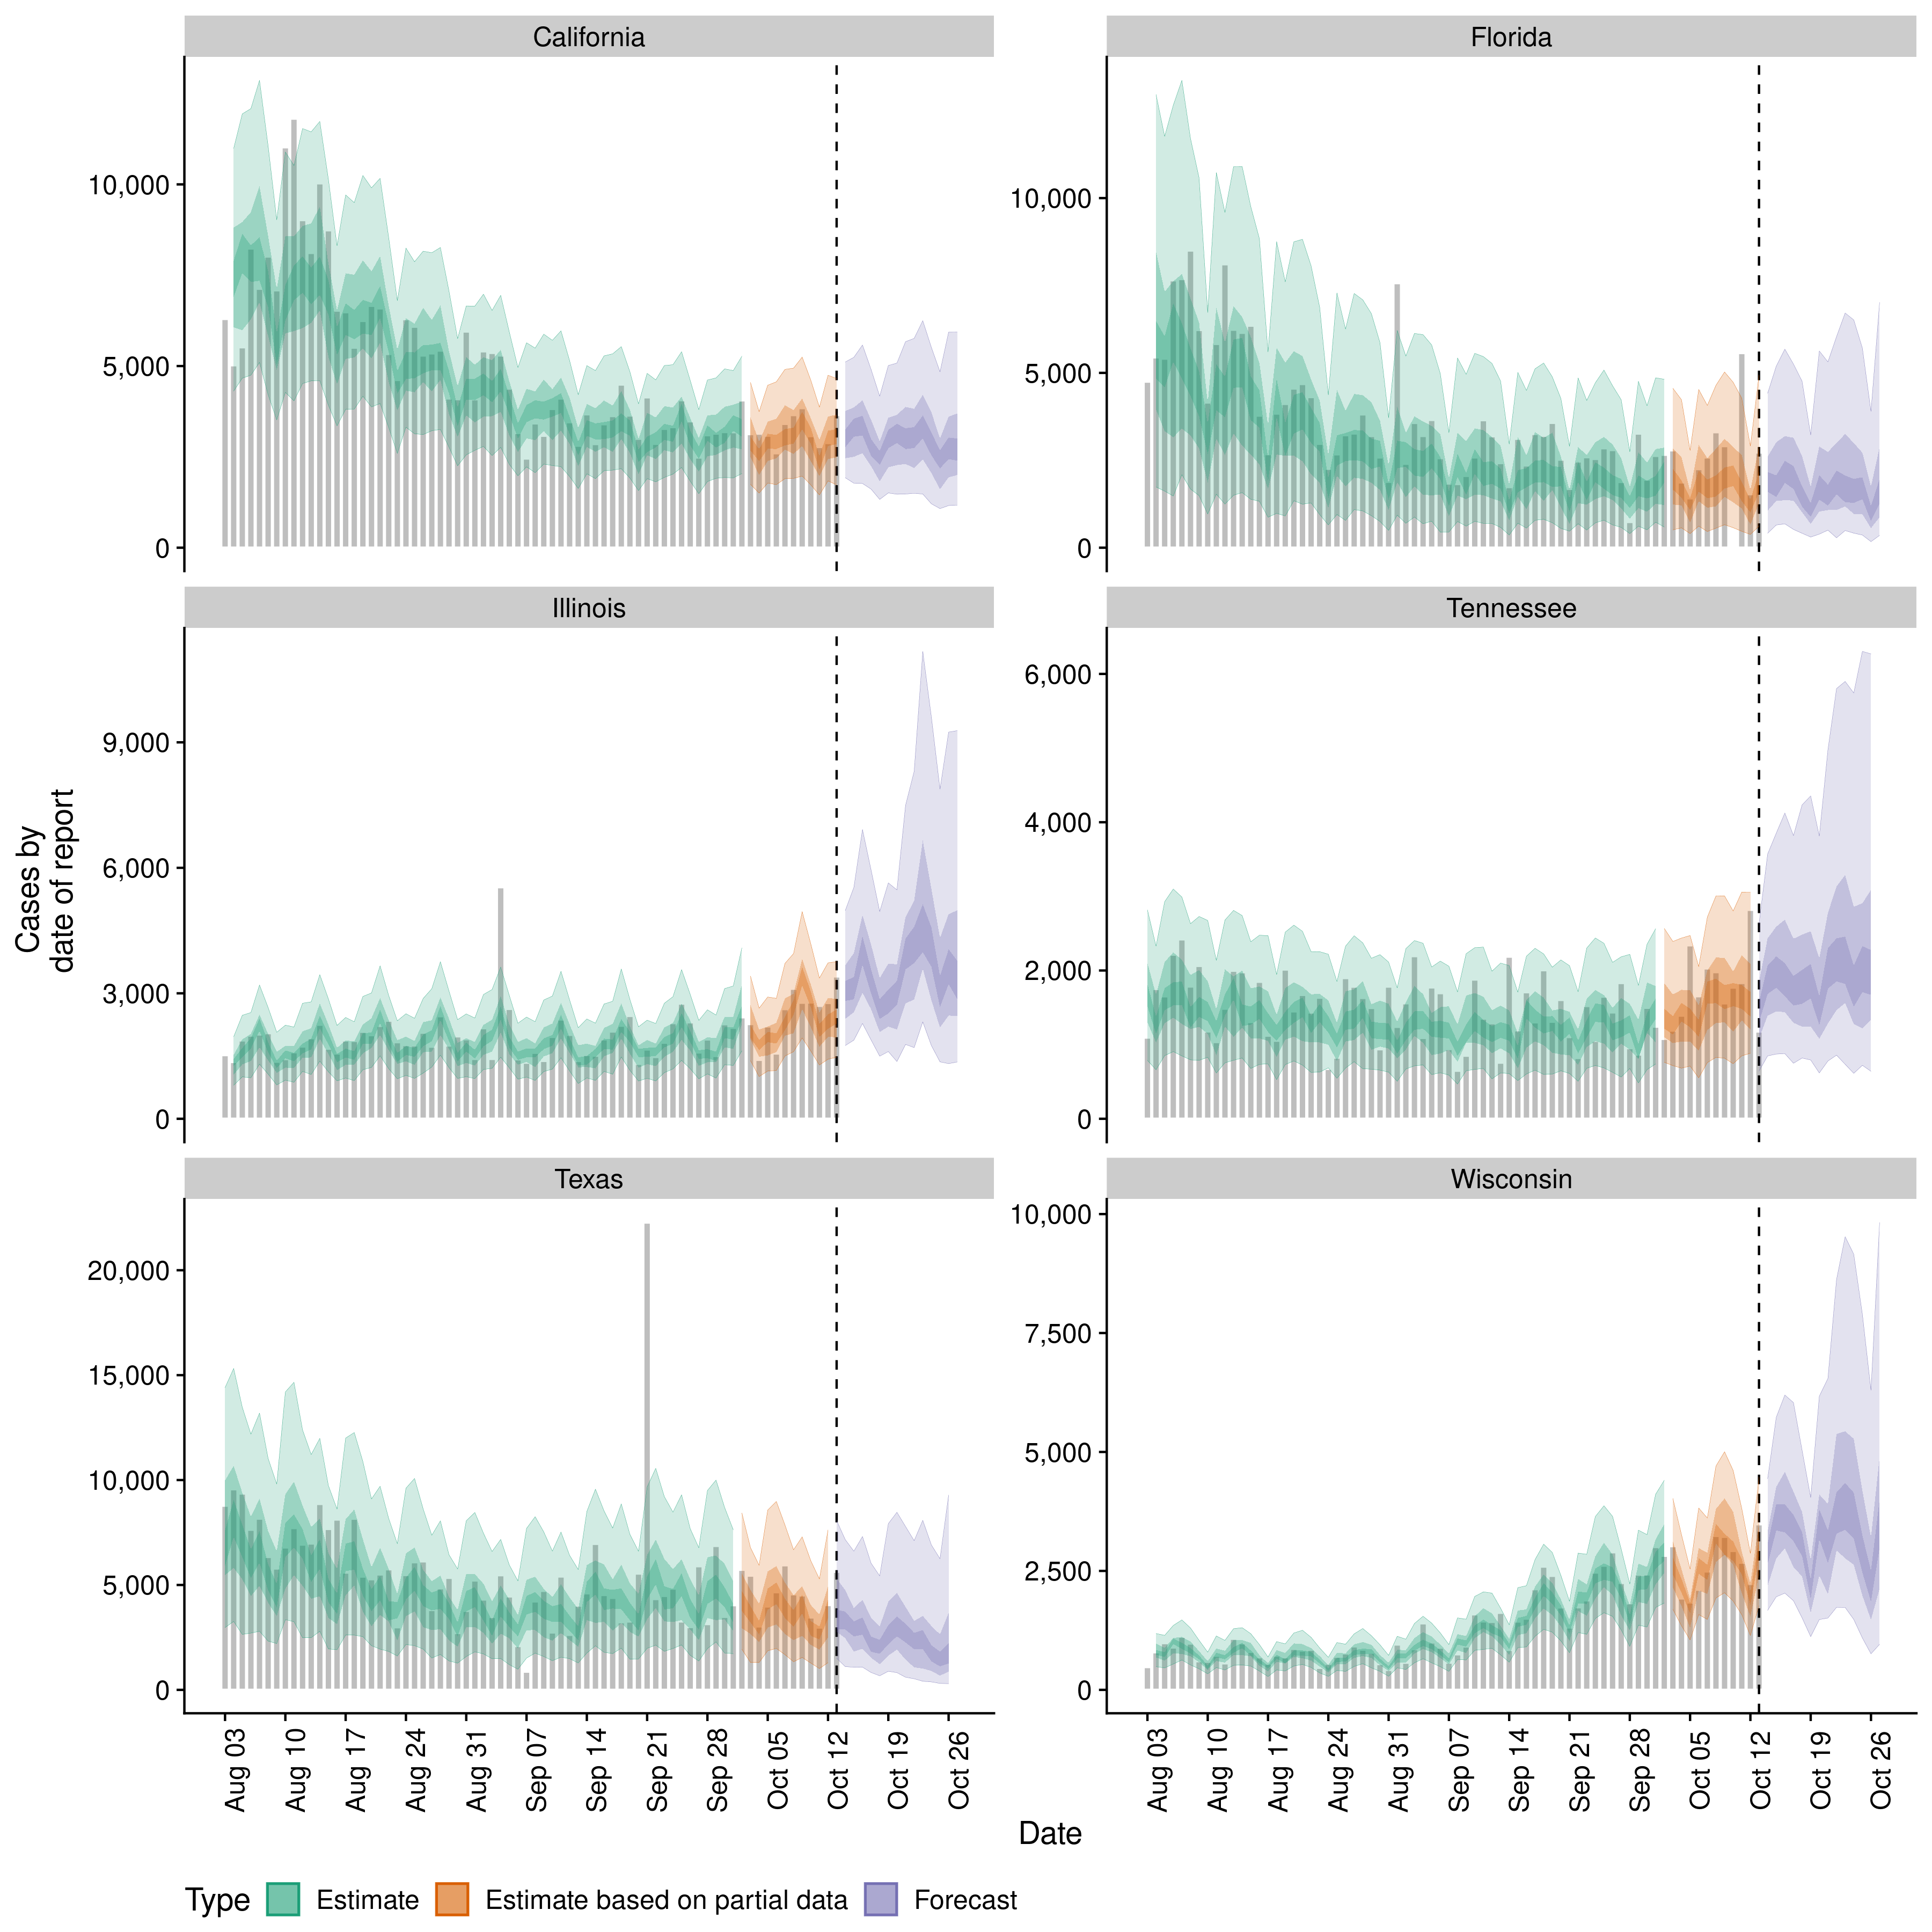 California
Florida
10,000
5,000
0
10,000
5,000
0
Illinois
Tennessee
9,000
6,000
3,000
0
6,000
4,000
2,000
0
Cases by
date of report
Texas
Wisconsin
20,000
15,000
10,000
5,000
0
10,000
7,500
5,000
2,500
0
Aug 03
Aug 10
Aug 17
Aug 24
Aug 31
Sep 07
Sep 14
Sep 21
Sep 28
Oct 05
Oct 12
Oct 19
Oct 26
Aug 03
Aug 10
Aug 17
Aug 24
Aug 31
Sep 07
Sep 14
Sep 21
Sep 28
Oct 05
Oct 12
Oct 19
Oct 26
Date
Type Estimate Estimate based on partial data Forecast